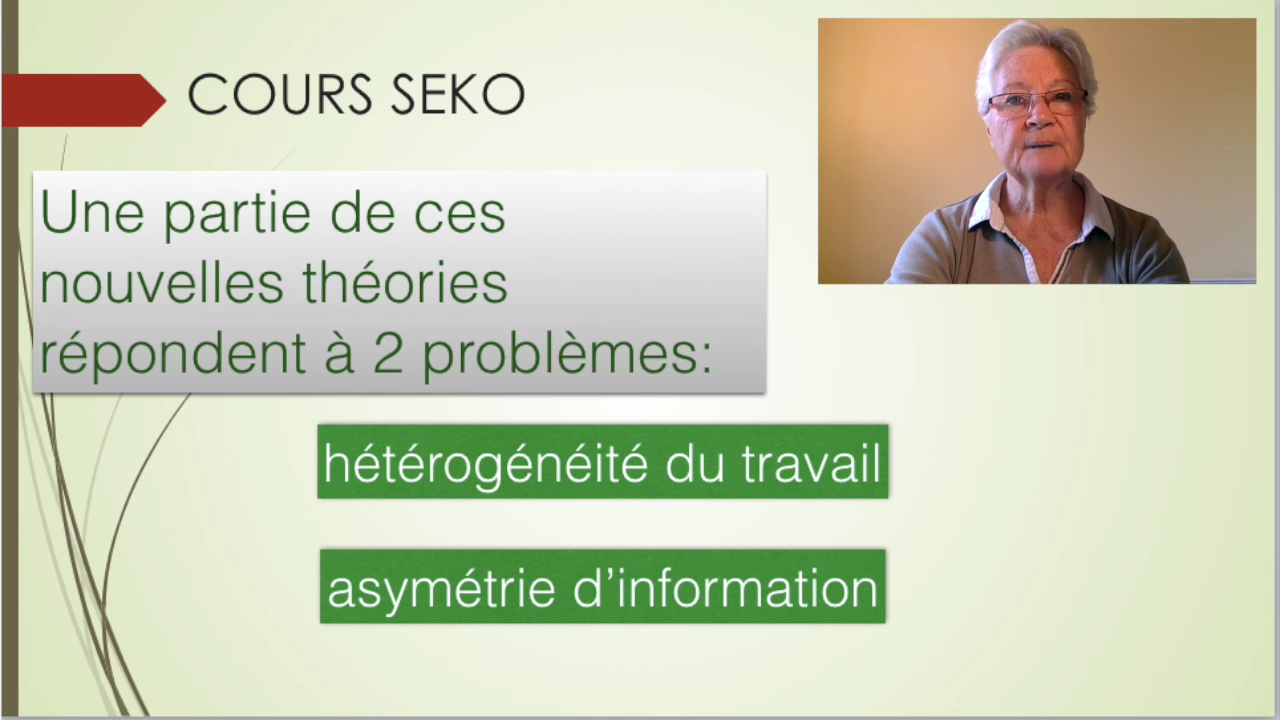 COURS SEKO
Une partie de ces
nouvelles théories
répondent à 2 problèmes:
hétérogénéité du travail
asymétrie d’information